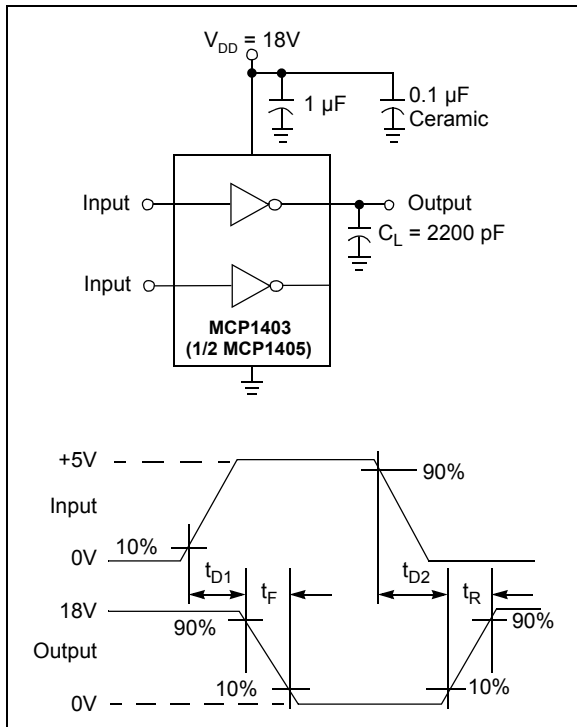 V_DD = 18V
1 µF
0.1 µF
Ceramic
Input
Output
C_L = 2200 pF
Input
MCP1403
(1/2 MCP1405)
+5V
Input
0V
10%
90%
t_D1
t_F
t_D2
t_R
18V
90%
90%
Output
10%
10%
0V